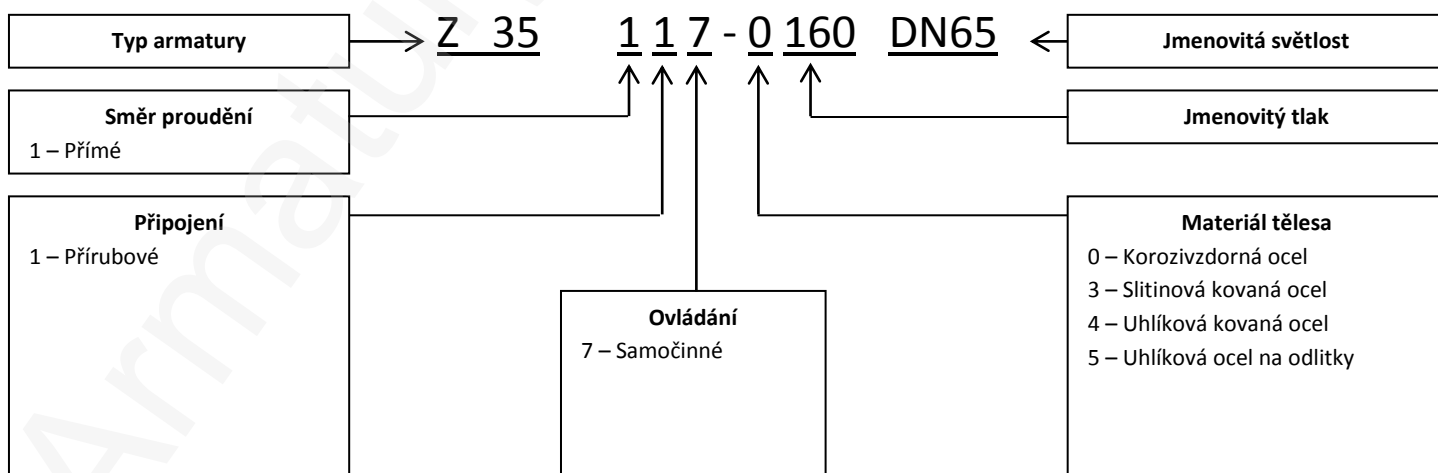 Typ armatury
Z 35 1 1 7 - 0 160 DN65
Jmenovitá světlost
Směr proudění
1 – Přímé
Jmenovitý tlak
Připojení
1 – Přírubové
Ovládání
7 – Samočinné
Materiál tělesa
0 – Korozivzdorná ocel
3 – Slitinová kovaná ocel
4 – Uhlíková kovaná ocel
5 – Uhlíková ocel na odlitky
Armatu